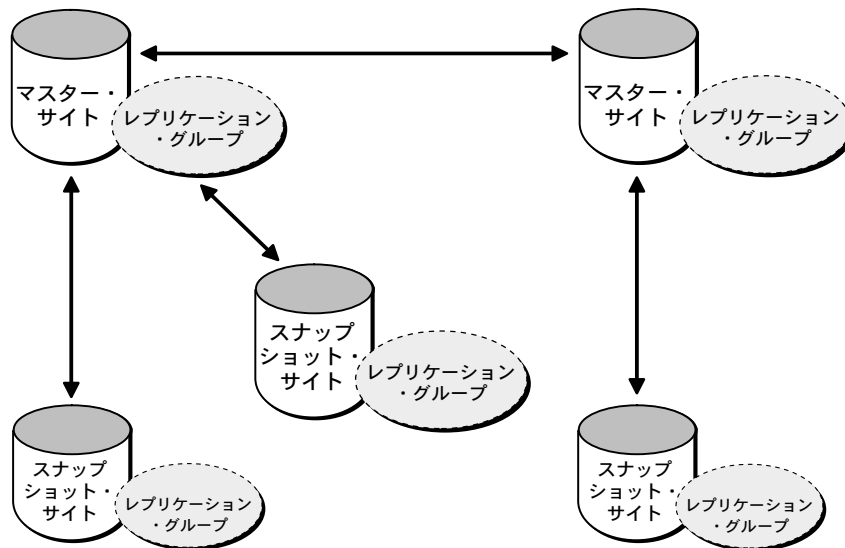 マスター・
サイト
レプリケーション
・グループ
マスター・
サイト
レプリケーション
・グループ
スナップ
ショット・
サイト
レプリケーション
・グループ
スナップ
ショット・
サイト
レプリケーション
・グループ
スナップ
ショット・
サイト
レプリケーション
・グループ